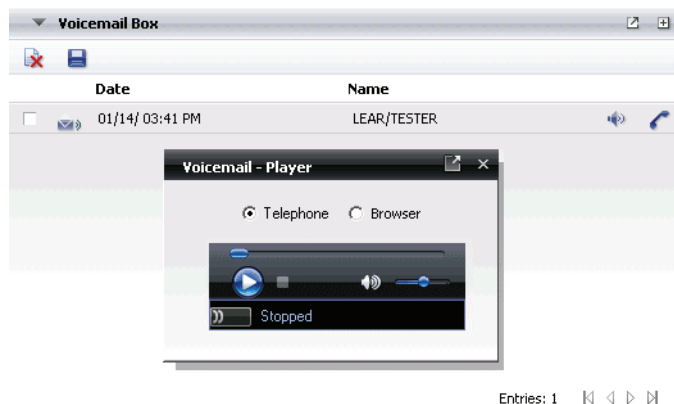 Voicemail Box
Date Name
01/14/ 03:41 PM LEAR/TESTER
Voicemail - Player
Telephone Browser
Stopped
Entries: 1